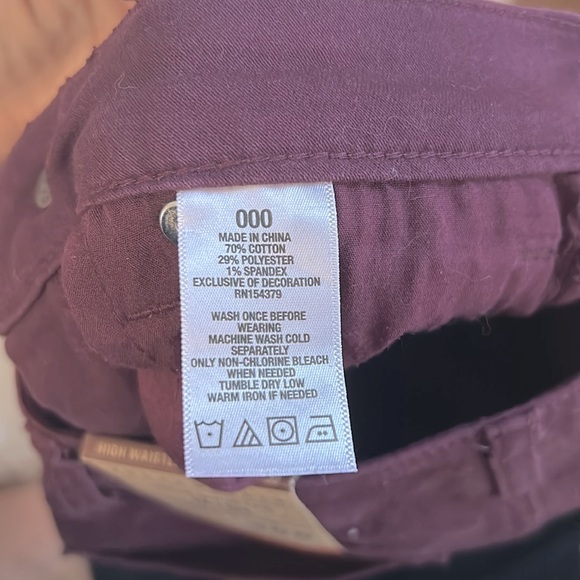 000
MADE IN CHINA
70% COTTON
29% POLYESTER
1% SPANDEX
EXCLUSIVE OF DECORATION
RN154379
WASH ONCE BEFORE
WEARING
MACHINE WASH COLD
SEPARATELY
ONLY NON-CHLORINE BLEACH
WHEN NEEDED
TUMBLE DRY LOW
WARM IRON IF NEEDED
HIGH WAIST